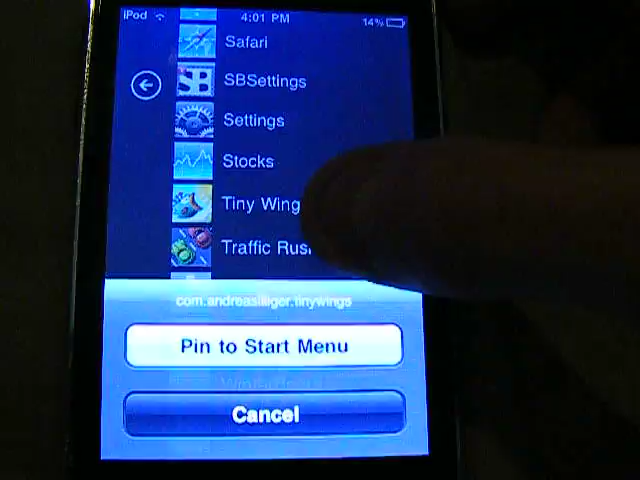 iPod 4:01 PM 14%
Safari
SB SBSettings
Settings
Stocks
Tiny Wing
Traffic Rus
com.andreasilliger.tinywings
Pin to Start Menu
Cancel